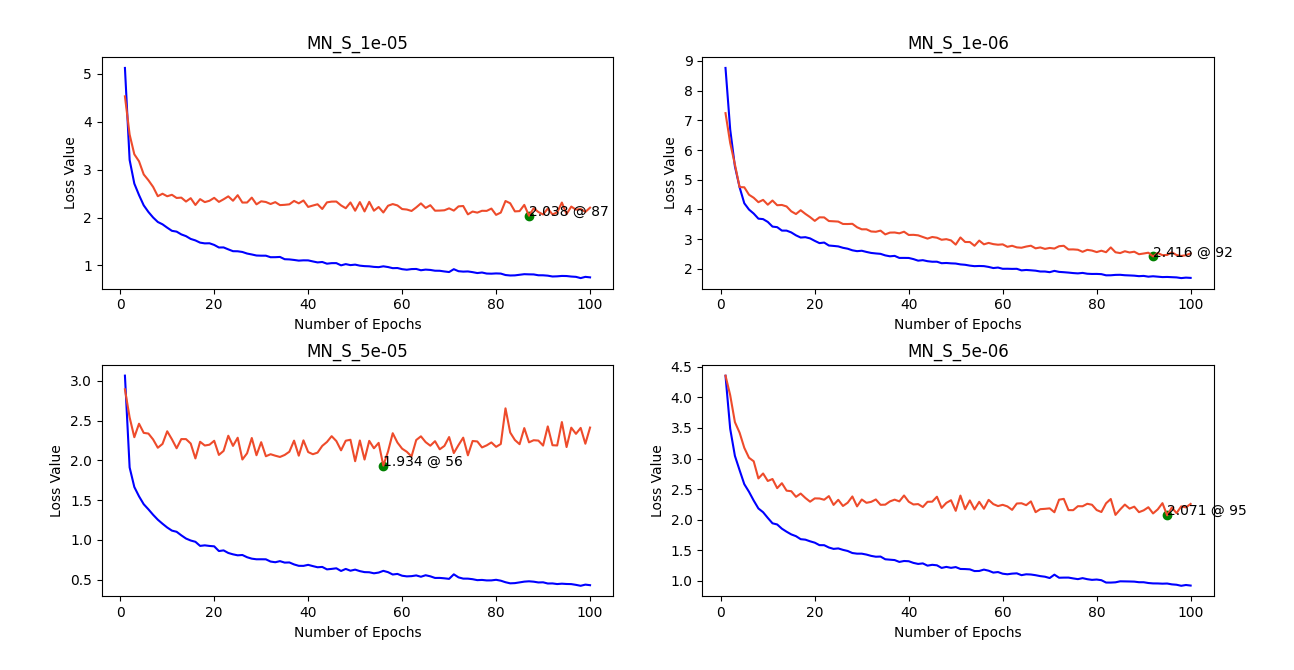 MN_S_1e-05
5
4
3
2
1
Loss Value
2.038 @ 87
0 20 40 60 80 100
Number of Epochs
MN_S_1e-06
9
8
7
6
5
4
3
2
Loss Value
2.416 @ 92
0 20 40 60 80 100
Number of Epochs
MN_S_5e-05
3.0
2.5
2.0
1.5
1.0
0.5
Loss Value
1.934 @ 56
0 20 40 60 80 100
Number of Epochs
MN_S_5e-06
4.5
4.0
3.5
3.0
2.5
2.0
1.5
1.0
Loss Value
2.071 @ 95
0 20 40 60 80 100
Number of Epochs